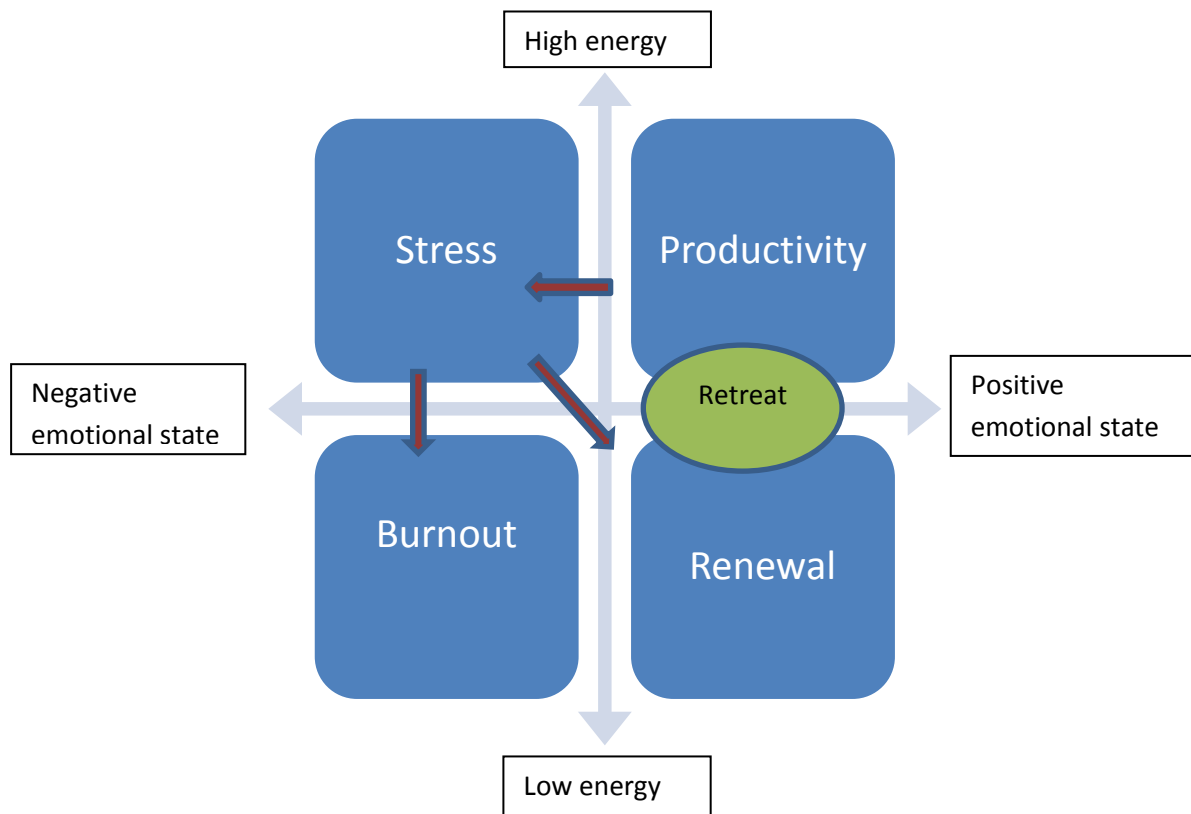 High energy
Stress
Productivity
Negative
emotional state
Retreat
Positive
emotional state
Burnout
Renewal
Low energy